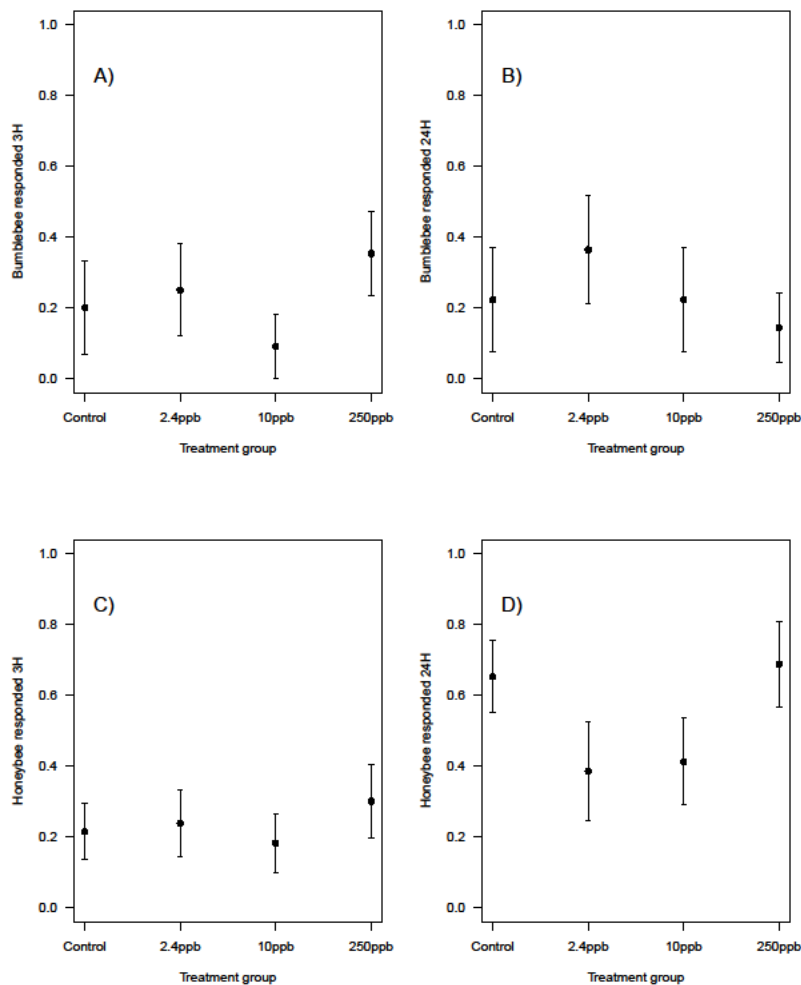 A)
Bumblebee responded 3H
1.0
0.8
0.6
0.4
0.2
0.0
Control 2.4ppb 10ppb 250ppb
Treatment group
B)
Bumblebee responded 24H
1.0
0.8
0.6
0.4
0.2
0.0
Control 2.4ppb 10ppb 250ppb
Treatment group
C)
Honeybee responded 3H
1.0
0.8
0.6
0.4
0.2
0.0
Control 2.4ppb 10ppb 250ppb
Treatment group
D)
Honeybee responded 24H
1.0
0.8
0.6
0.4
0.2
0.0
Control 2.4ppb 10ppb 250ppb
Treatment group